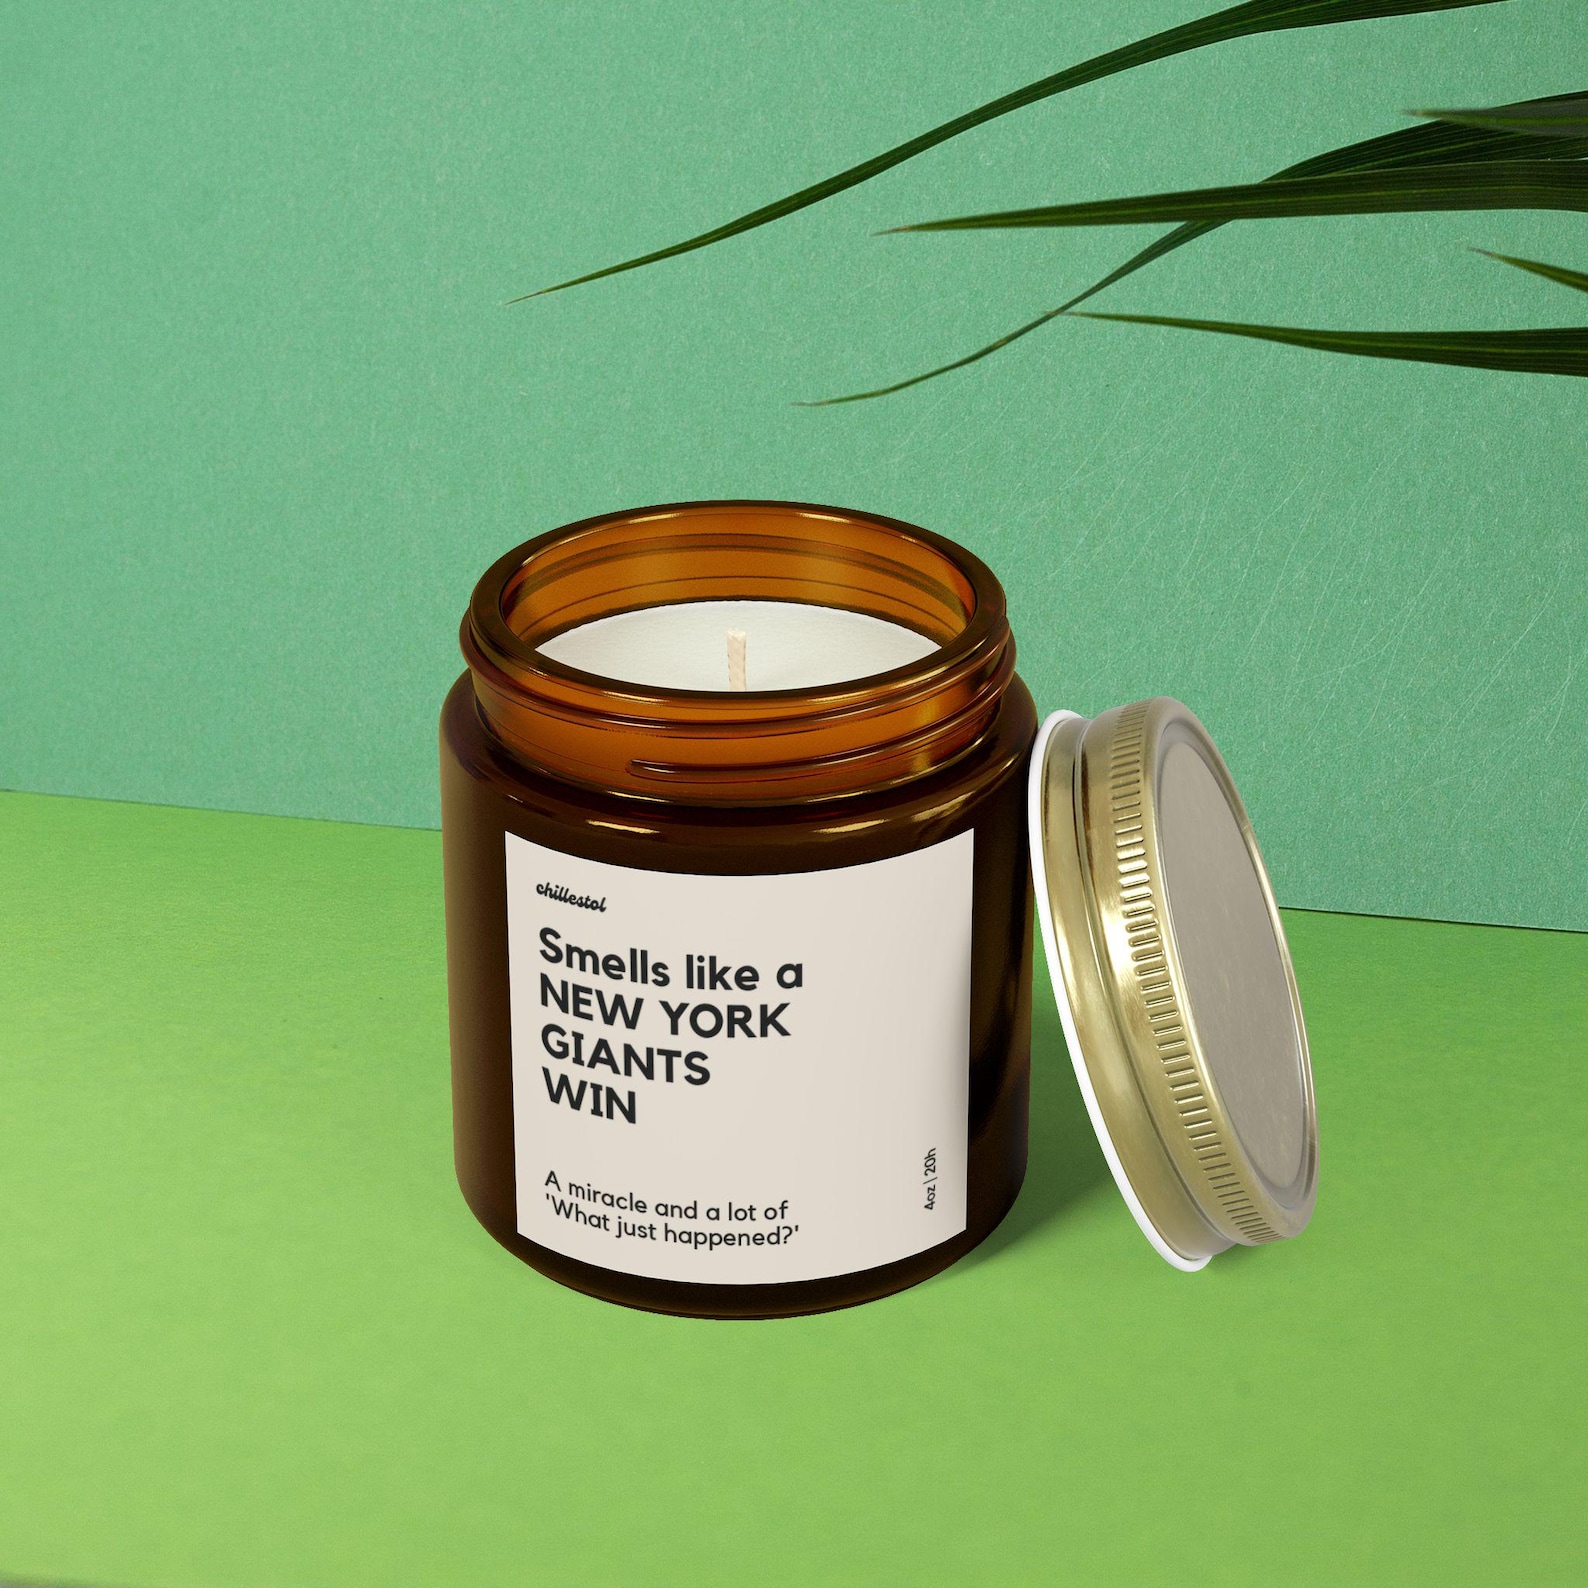 chillestol
Smells like a
NEW YORK
GIANTS
WIN
A miracle and a lot of
'What just happened?'
4oz | 20h